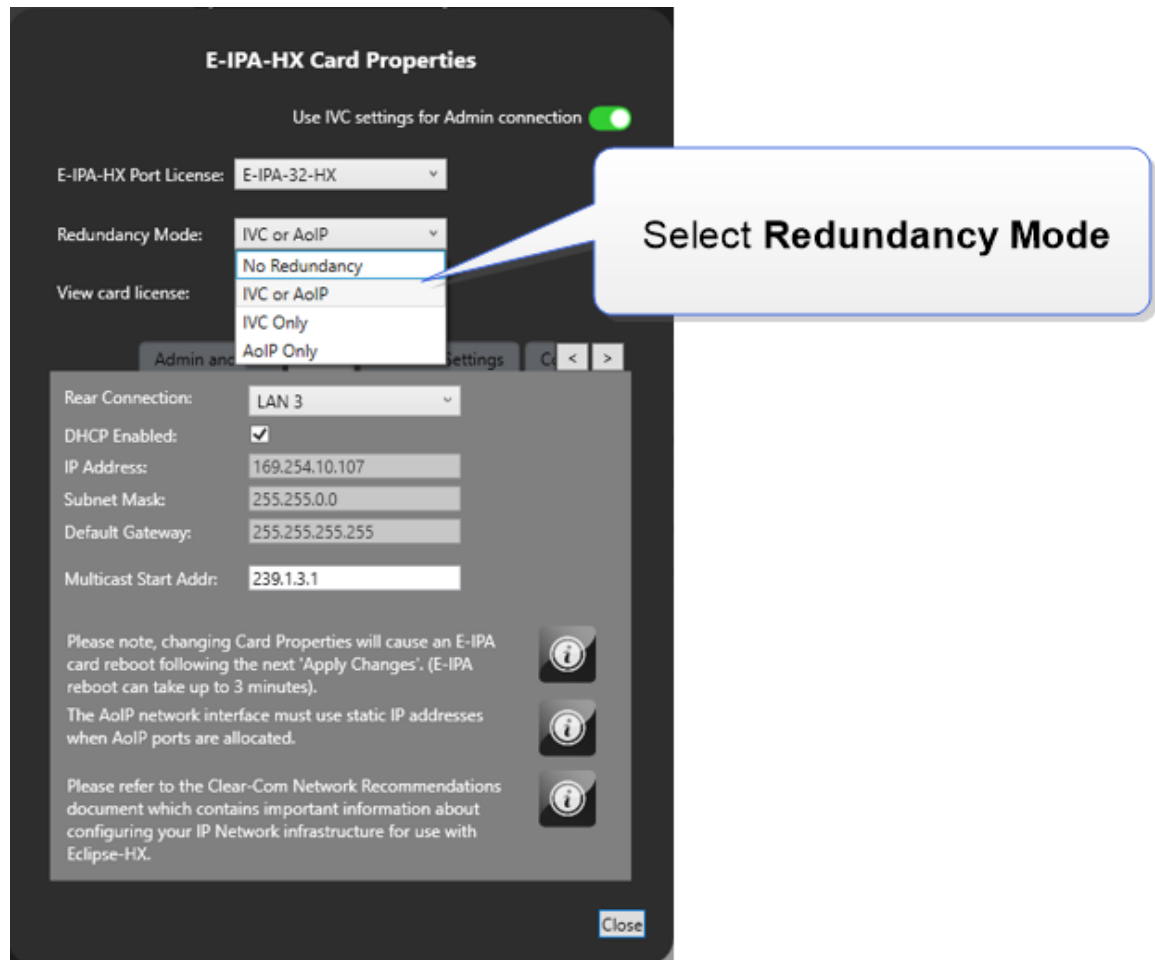 E-IPA-HX Card Properties
Use IVC settings for Admin connection
E-IPA-HX Port License: E-IPA-32-HX
Redundancy Mode: IVC or AoIP
No Redundancy
View card license: IVC or AoIP
IVC Only
AoIP Only
Select Redundancy Mode
Admin and Settings < >
Rear Connection: LAN 3
DHCP Enabled:
IP Address: 169.254.10.107
Subnet Mask: 255.255.0.0
Default Gateway: 255.255.255.255
Multicast Start Addr: 239.1.3.1
Please note, changing Card Properties will cause an E-IPA
card reboot following the next 'Apply Changes'. (E-IPA
reboot can take up to 3 minutes).
The AoIP network interface must use static IP addresses
when AoIP ports are allocated.
Please refer to the Clear-Com Network Recommendations
document which contains important information about
configuring your IP Network infrastructure for use with
Eclipse-HX.
Close